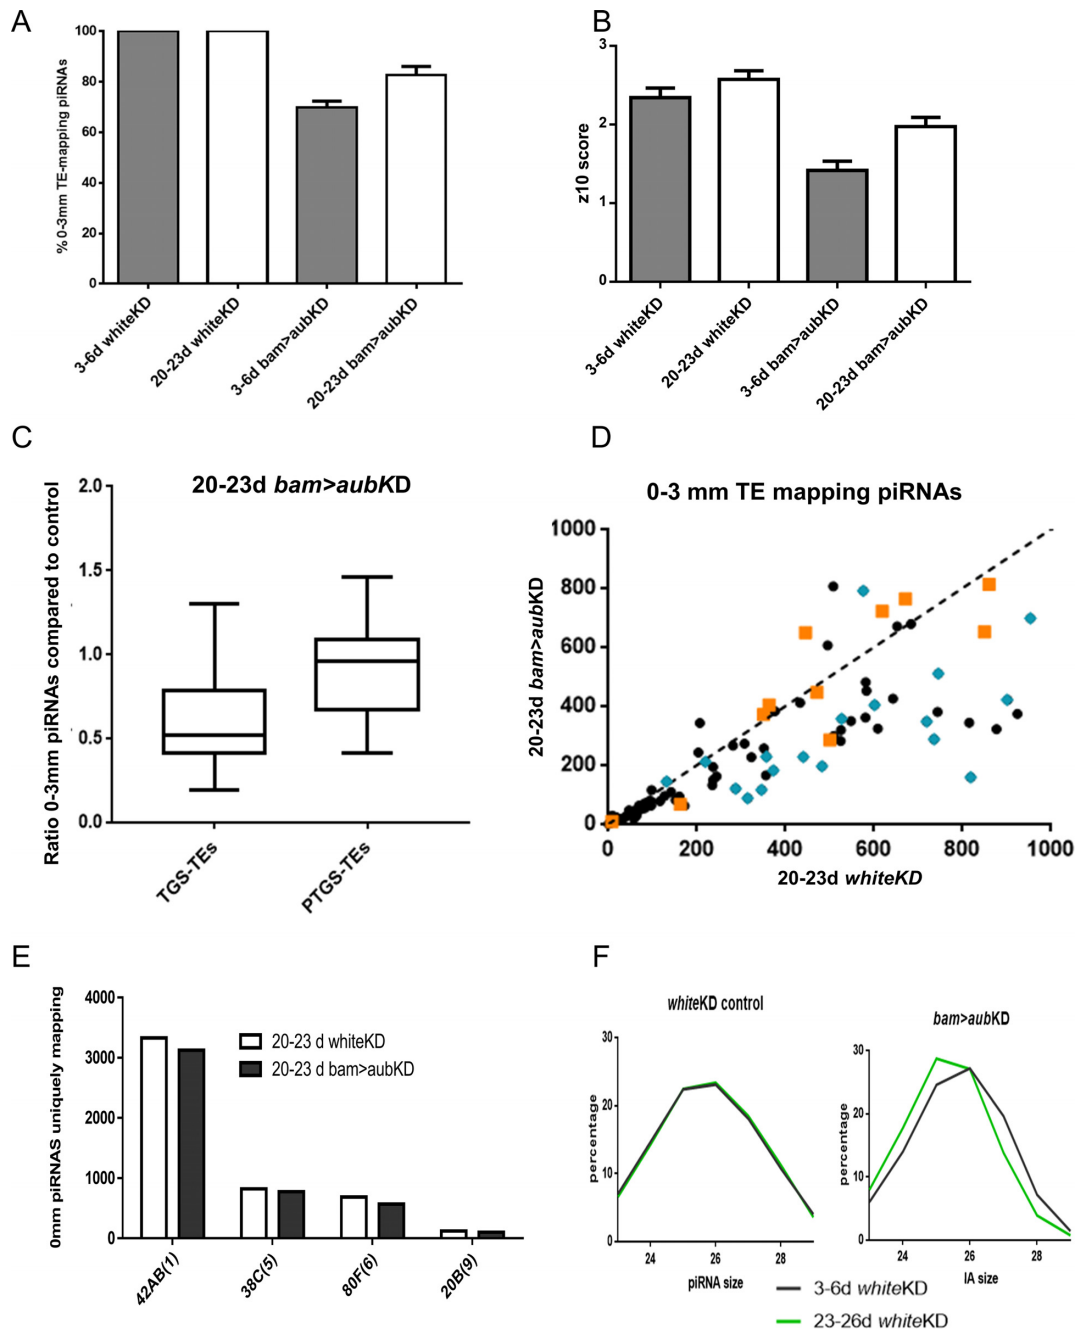 A
% 0-3mm TE-mapping piRNAs
100
80
60
40
20
0
3-6d whiteKD
20-23d whiteKD
3-6d bam>aubKD
20-23d bam>aubKD
B
z10 score
3
2
1
0
3-6d whiteKD
20-23d whiteKD
3-6d bam>aubKD
20-23d bam>aubKD
C
20-23d bam>aubKD
Ratio 0-3mm piRNAs compared to control
2.0
1.5
1.0
0.5
0.0
TGS-TEs
PTGS-TEs
D
0-3 mm TE mapping piRNAs
20-23d bam>aubKD
1000
800
600
400
200
0
0 200 400 600 800 1000
20-23d whiteKD
E
0mm piRNAS uniquely mapping
4000
3000
2000
1000
0
20-23 d whiteKD
20-23 d bam>aubKD
42AB(1)
38C(5)
80F(6)
20B(9)
F
whiteKD control
percentage
30
20
10
0
24 26 28
piRNA size
bam>aubKD
percentage
30
20
10
0
24 26 28
IA size
3-6d whiteKD
23-26d whiteKD